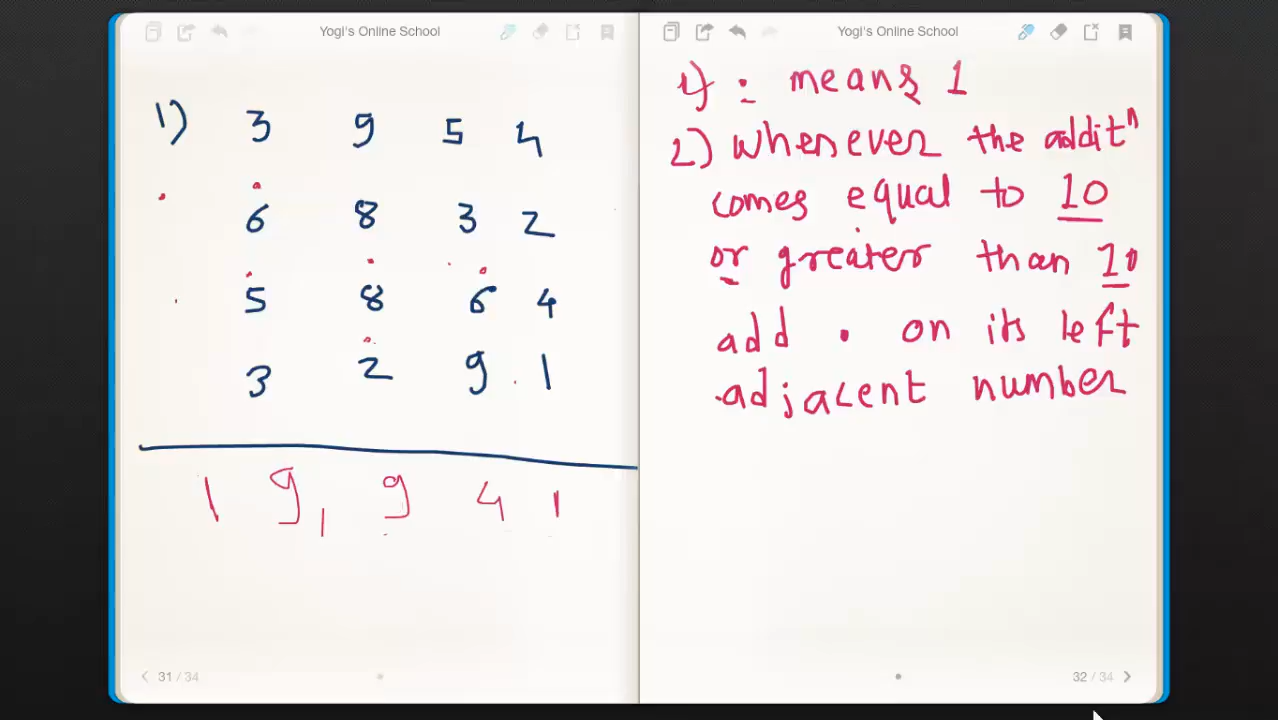 Yogi's Online School
1) 3 9 5 4
6 8 3 2
5 8 6 4
3 2 9 1
1 9, 9 4 1
31 / 34
Yogi's Online School
1) . means 1
2) Whenever the additⁿ
comes equal to 10
or greater than 10
add . on its left
adjacent number
32 / 34